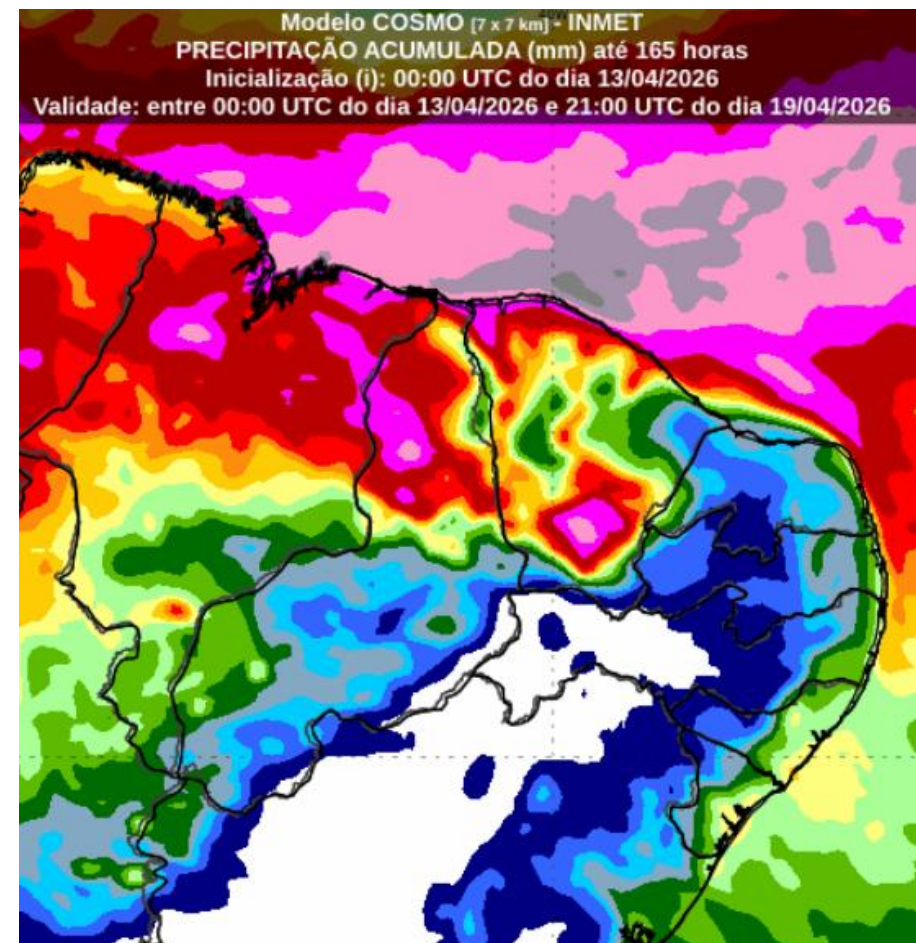 Modelo COSMO [7 x 7 km] - INMET
PRECIPITAÇÃO ACUMULADA (mm) até 165 horas
Inicialização (i): 00:00 UTC do dia 13/04/2026
Validade: entre 00:00 UTC do dia 13/04/2026 e 21:00 UTC do dia 19/04/2026